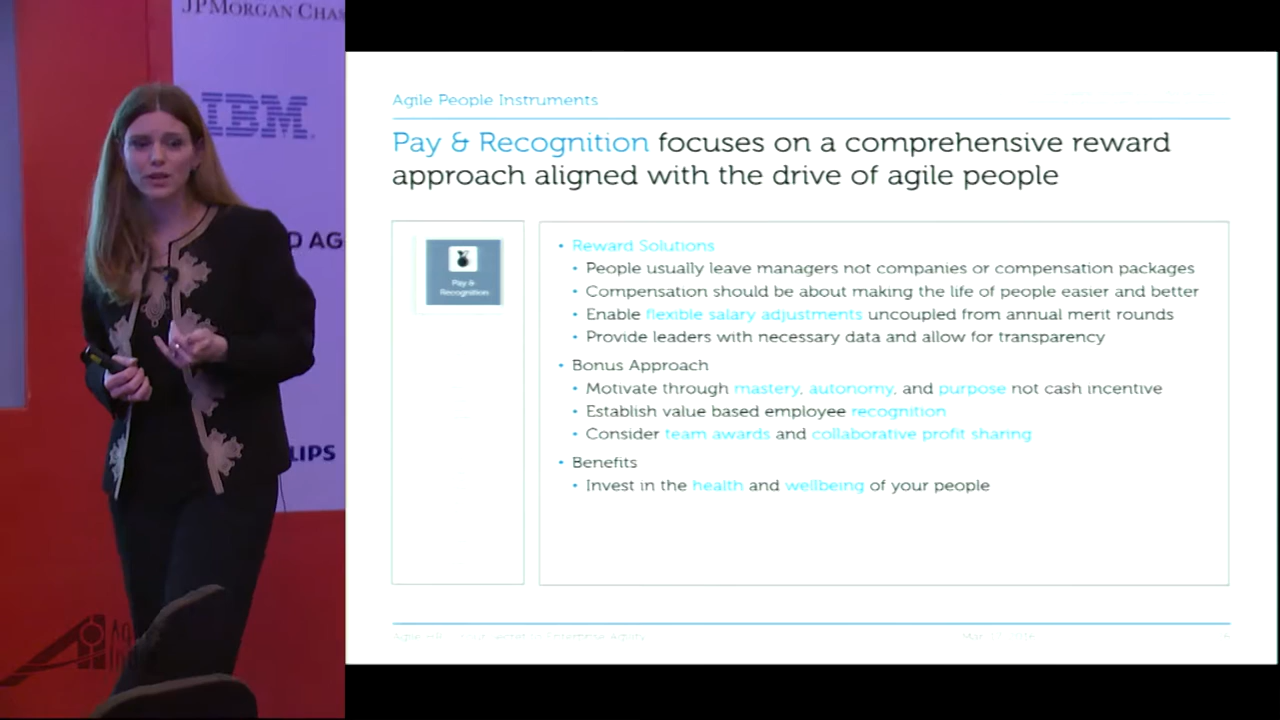 JPMORGAN CHAS
IBM
D AG
LIPS
Agile People Instruments
Pay & Recognition focuses on a comprehensive reward
approach aligned with the drive of agile people
Pay &
Recognition
• Reward Solutions
• People usually leave managers not companies or compensation packages
• Compensation should be about making the life of people easier and better
• Enable flexible salary adjustments uncoupled from annual merit rounds
• Provide leaders with necessary data and allow for transparency
• Bonus Approach
• Motivate through mastery, autonomy, and purpose not cash incentive
• Establish value based employee recognition
• Consider team awards and collaborative profit sharing
• Benefits
• Invest in the health and wellbeing of your people